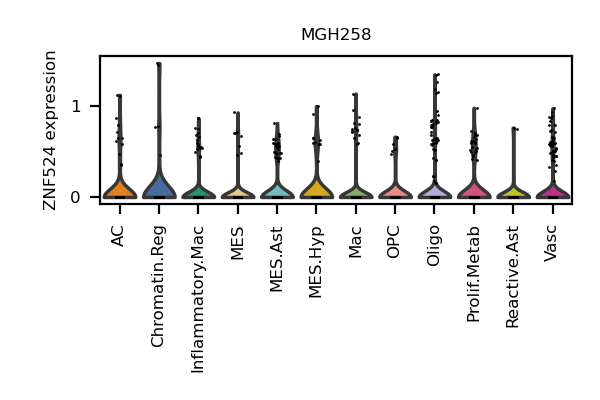 MGH258
ZNF524 expression
1
0
AC
Chromatin.Reg
Inflammatory.Mac
MES
MES.Ast
MES.Hyp
Mac
OPC
Oligo
Prolif.Metab
Reactive.Ast
Vasc